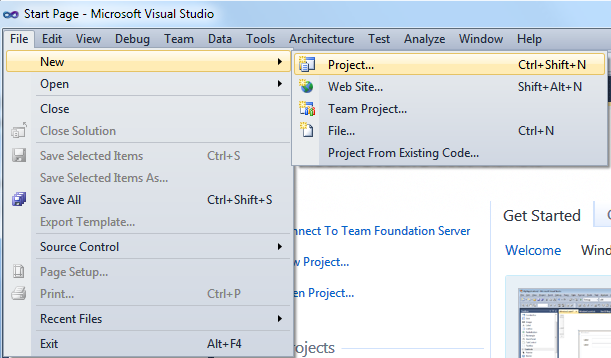 Start Page - Microsoft Visual Studio
File Edit View Debug Team Data Tools Architecture Test Analyze Window Help
New
Project... Ctrl+Shift+N
Web Site... Shift+Alt+N
Team Project...
File... Ctrl+N
Project From Existing Code...
Open
Close
Close Solution
Save Selected Items Ctrl+S
Save Selected Items As...
Save All Ctrl+Shift+S
Export Template...
Source Control
Page Setup...
Print... Ctrl+P
Recent Files
Exit Alt+F4
nnect To Team Foundation Server
w Project...
en Project...
ojects
Get Started
Welcome Wind